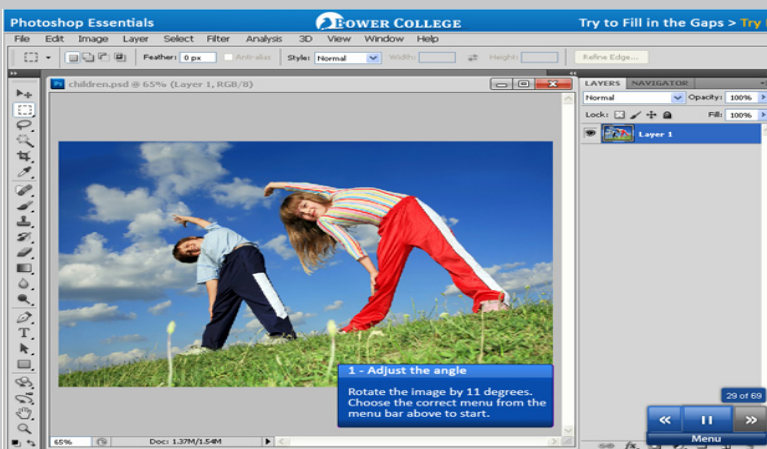 Photoshop Essentials
BOWER COLLEGE
Try to Fill in the Gaps > Try
File Edit Image Layer Select Filter Analysis 3D View Window Help
Feather: 0 px Anti-alias Style: Normal Width: Height: Refine Edge...
children.psd @ 65% (Layer 1, RGB/8)
LAYERS NAVIGATOR
Normal Opacity: 100%
Lock: Fill: 100%
Layer 1
1 - Adjust the angle
Rotate the image by 11 degrees.
Choose the correct menu from the
menu bar above to start.
29 of 69
Menu
65% Doc: 1.37M/1.54M